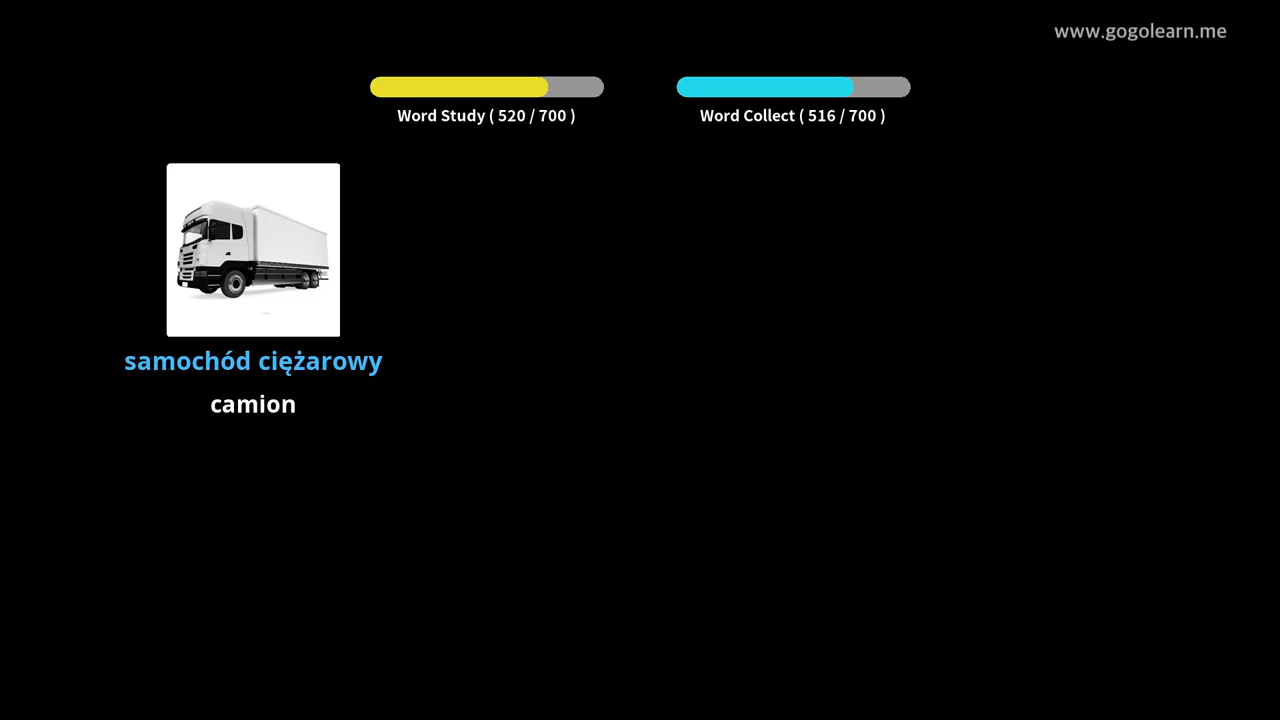 www.gogolearn.me
Word Study ( 520 / 700 )
Word Collect ( 516 / 700 )
samochód ciężarowy
camion